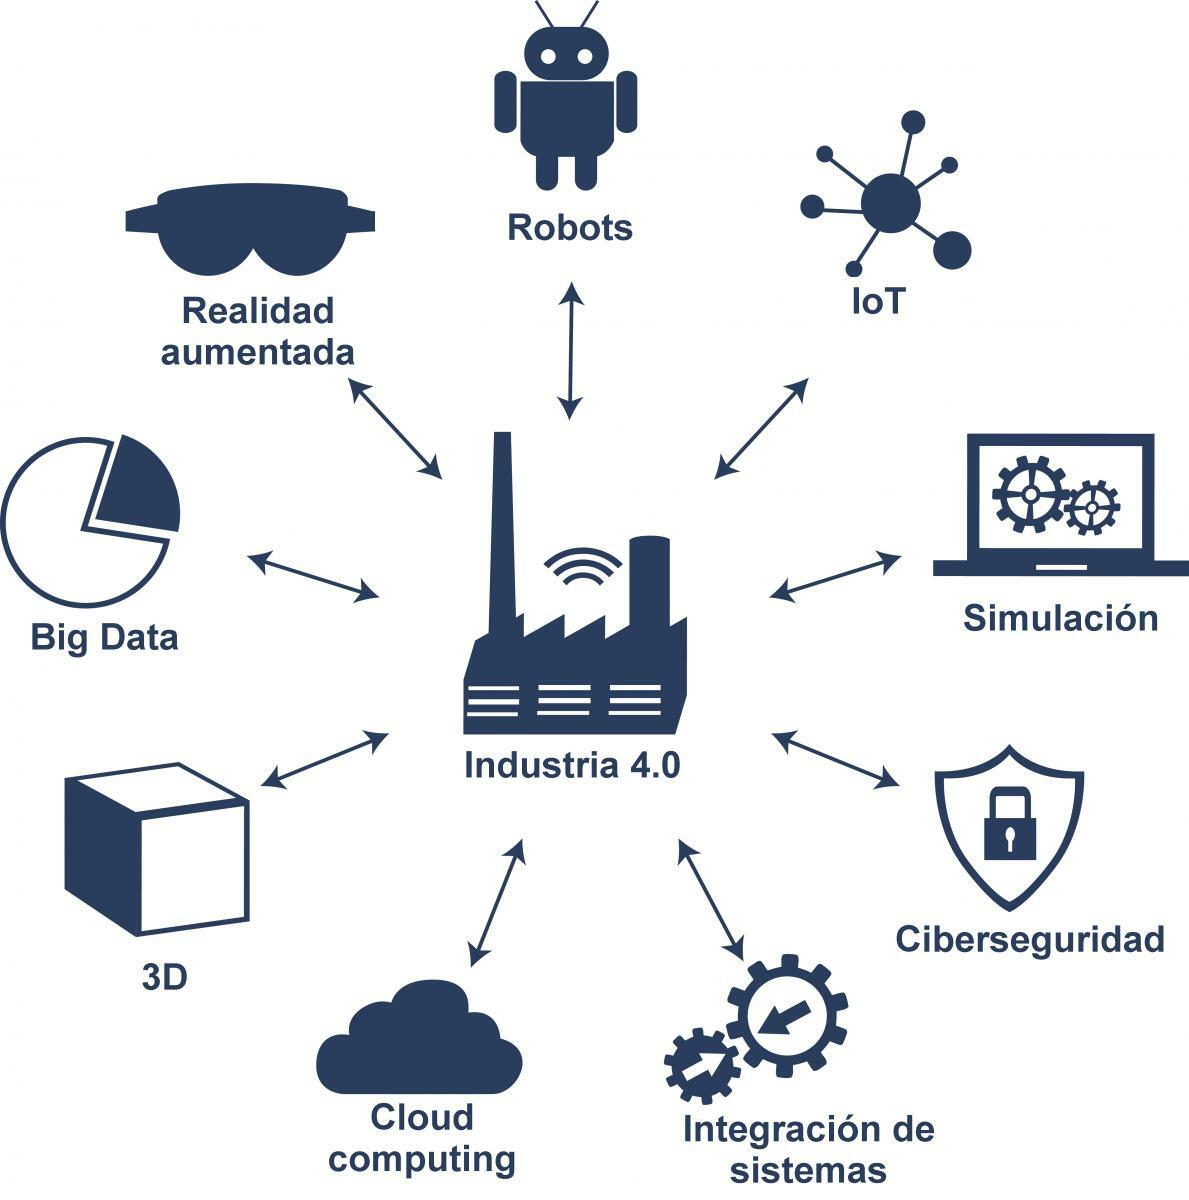 Robots
IoT
Realidad
aumentada
Simulación
Big Data
Industria 4.0
Ciberseguridad
3D
Cloud
computing
Integración de
sistemas